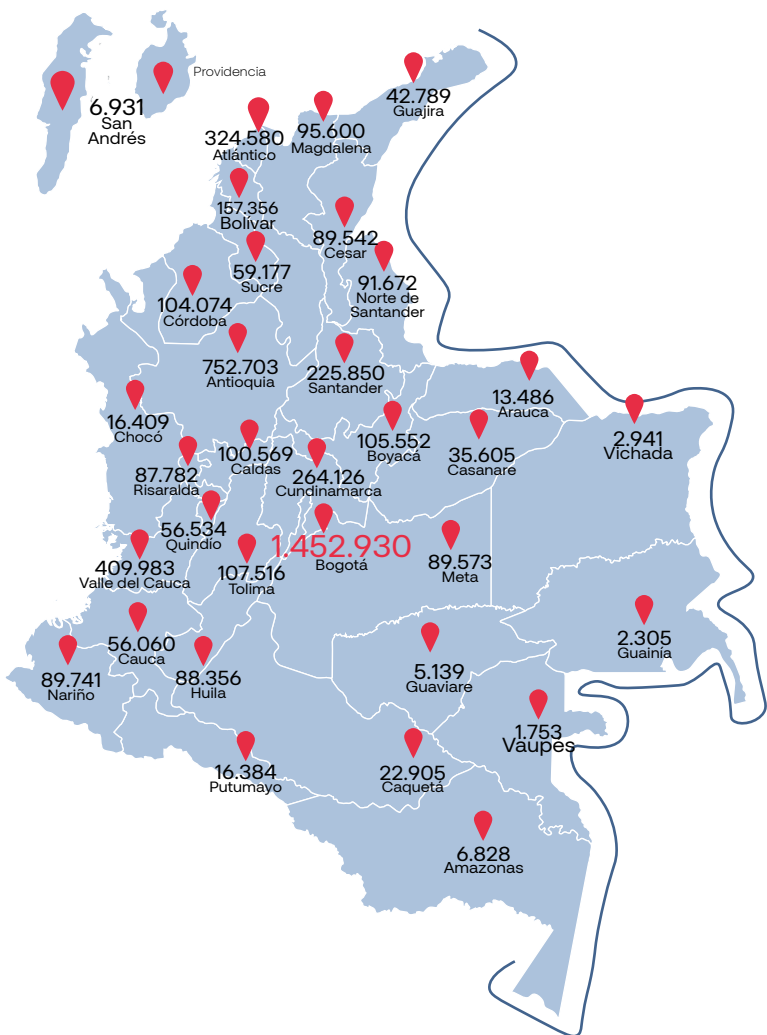 Providencia
6.931
San
Andrés
42.789
Guajira
324.580
Atlántico
95.600
Magdalena
157.356
Bolívar
89.542
Cesar
59.177
Sucre
91.672
Norte de
Santander
104.074
Córdoba
752.703
Antioquia
225.850
Santander
13.486
Arauca
16.409
Chocó
2.941
Vichada
100.569
Caldas
105.552
Boyacá
35.605
Casanare
87.782
Risaralda
264.126
Cundinamarca
56.534
Quindío
1.452.930
Bogotá
409.983
Valle del Cauca
107.516
Tolima
89.573
Meta
56.060
Cauca
2.305
Guainía
89.741
Nariño
88.356
Huila
5.139
Guaviare
1.753
Vaupés
16.384
Putumayo
22.905
Caquetá
6.828
Amazonas